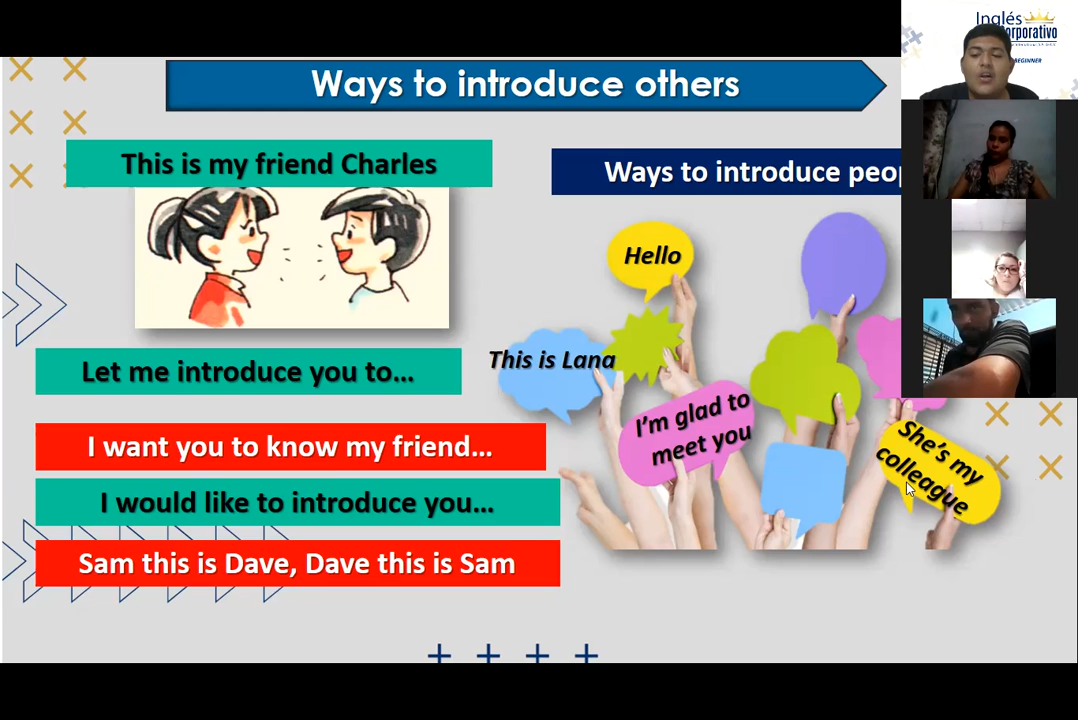 Ways to introduce others
This is my friend Charles
Let me introduce you to...
I want you to know my friend...
I would like to introduce you...
Sam this is Dave, Dave this is Sam
Ways to introduce
Hello
This is Lana
I'm glad to
meet you
She's my
colleague
Inglés
orporativo
BEGINNER